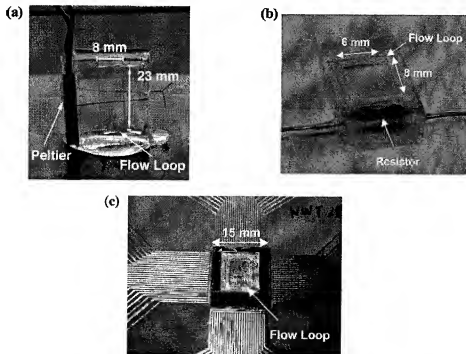 (a)
8 mm
23 mm
Peltier
Flow Loop
(b)
6 mm
Flow Loop
8 mm
Resistor
(c)
15 mm
Flow Loop